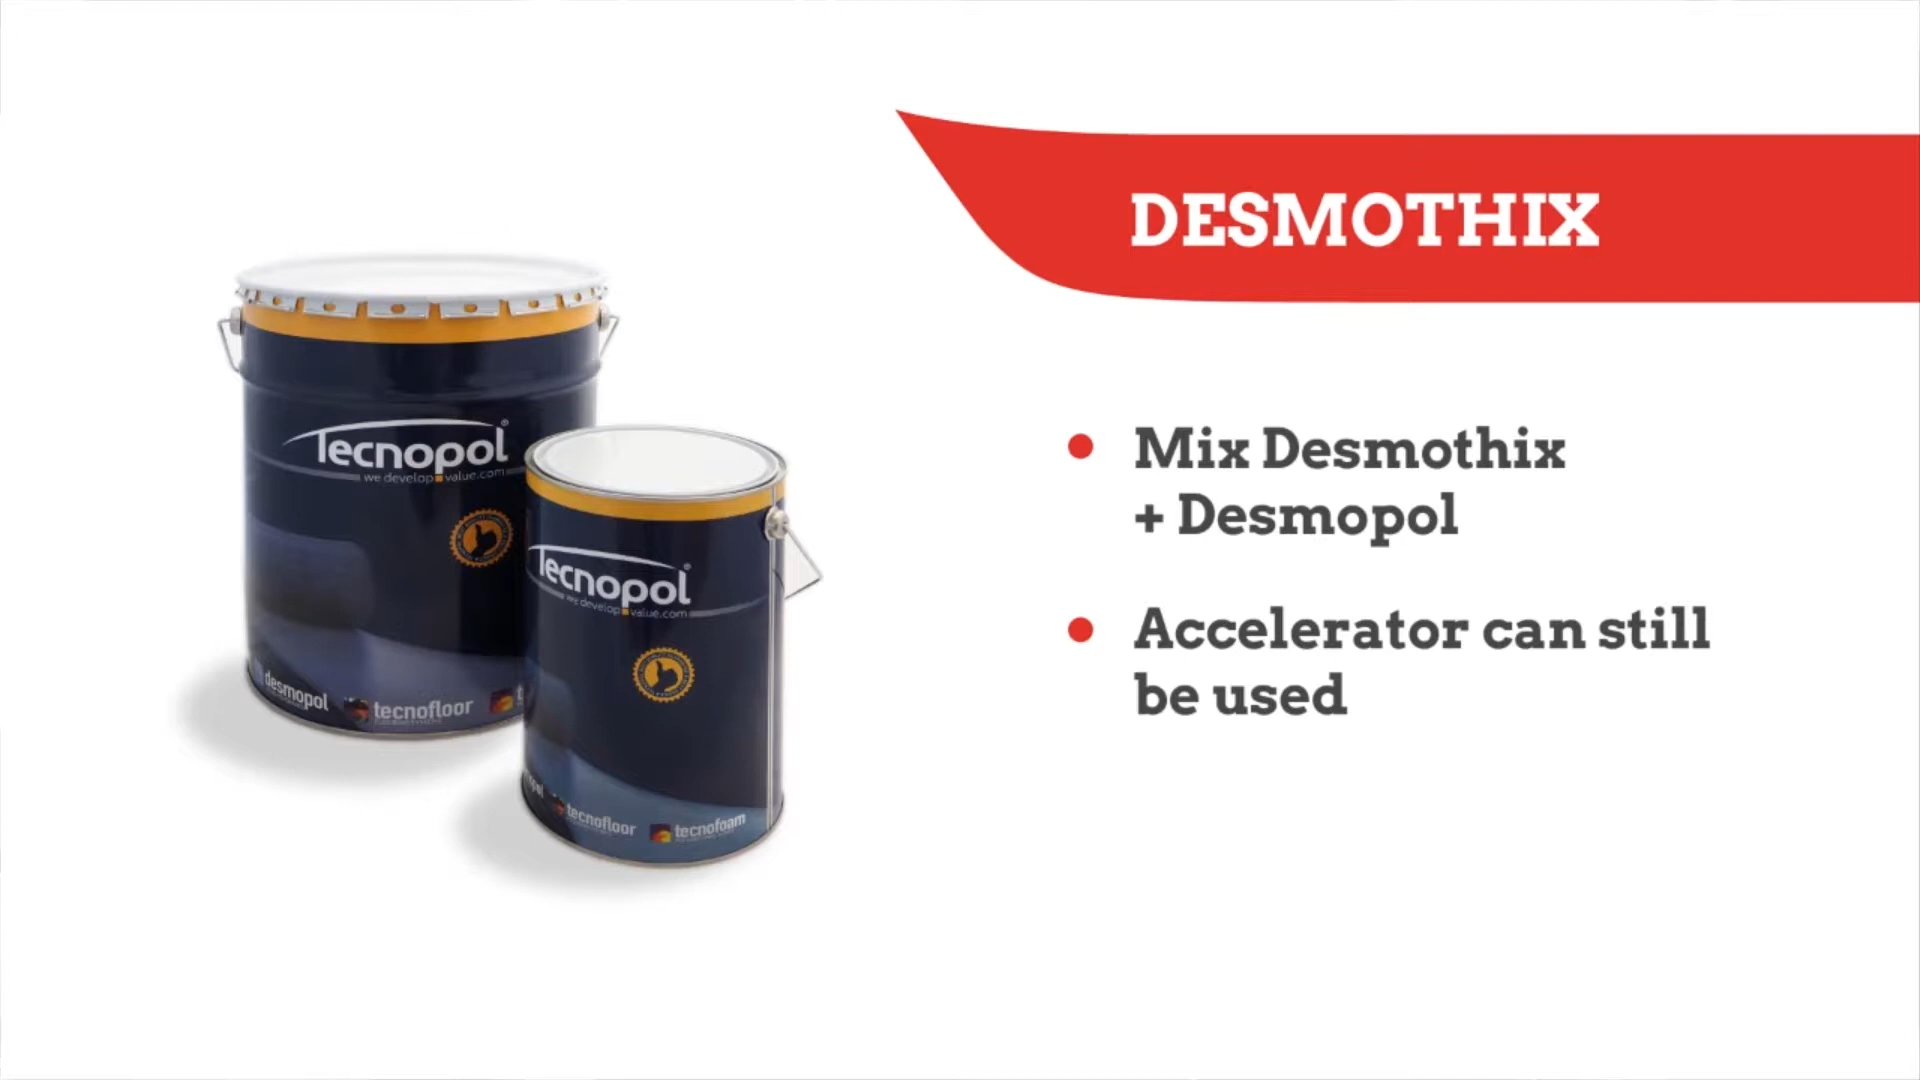 DESMOTHIX
Mix Desmothix
+ Desmopol
Accelerator can still
be used
Tecnopol®
we develop value.com
desmopol
tecnofloor
Tecnopol®
we develop value.com
tecnofloor
tecnofoam